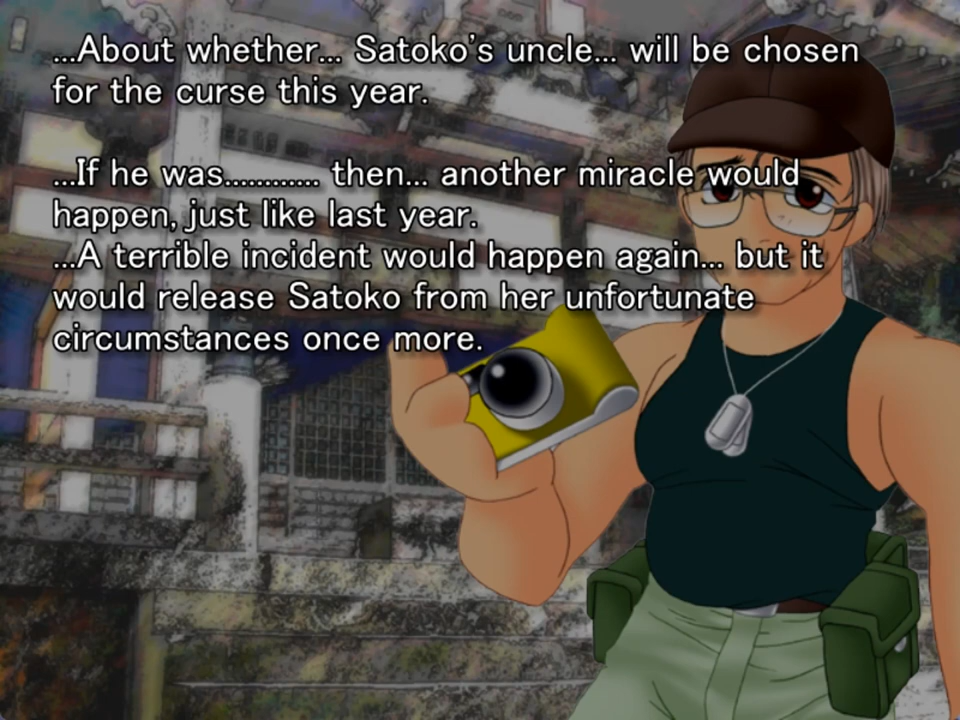 ...About whether... Satoko's uncle... will be chosen
for the curse this year.
...If he was............ then... another miracle would
happen, just like last year.
...A terrible incident would happen again... but it
would release Satoko from her unfortunate
circumstances once more.